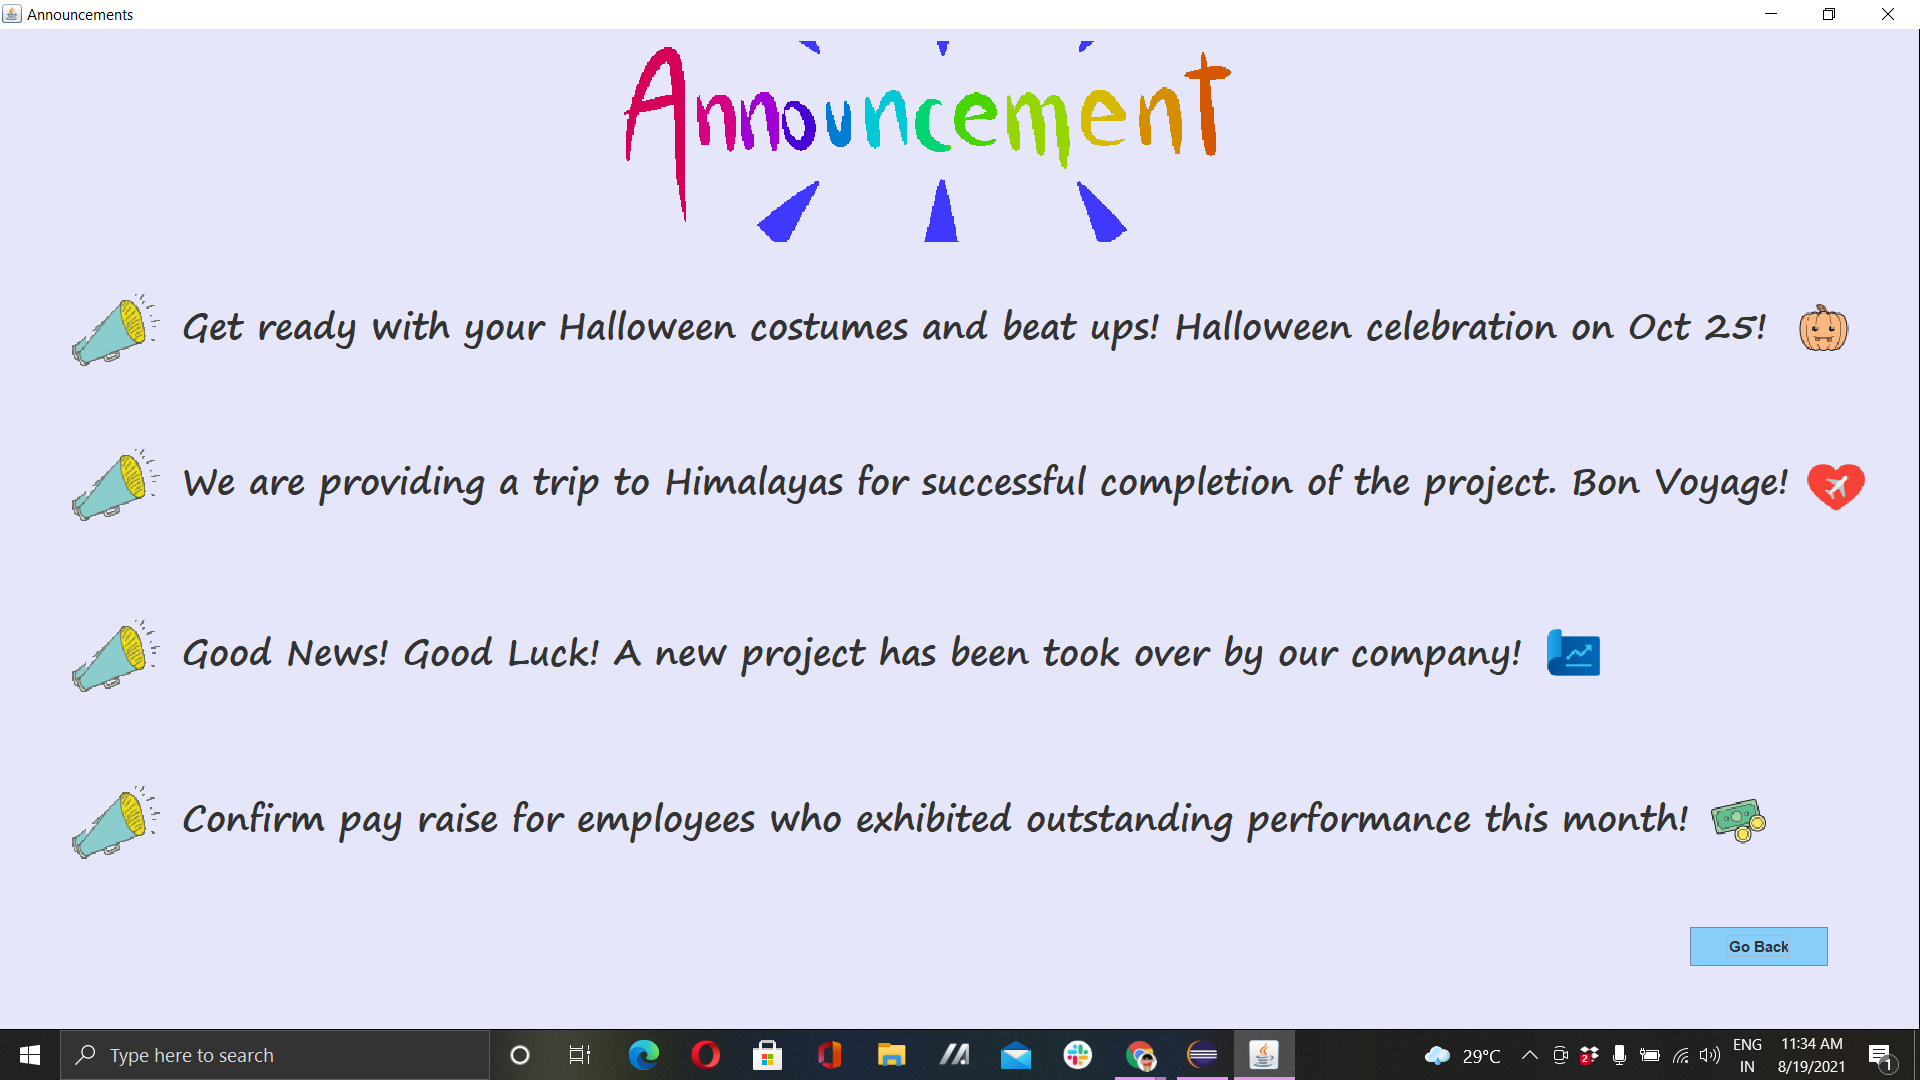 Announcements
Announcement
Get ready with your Halloween costumes and beat ups! Halloween celebration on Oct 25!
We are providing a trip to Himalayas for successful completion of the project. Bon Voyage!
Good News! Good Luck! A new project has been took over by our company!
Confirm pay raise for employees who exhibited outstanding performance this month!
Go Back
Type here to search
29°C
2
ENG
IN
11:34 AM
8/19/2021
1